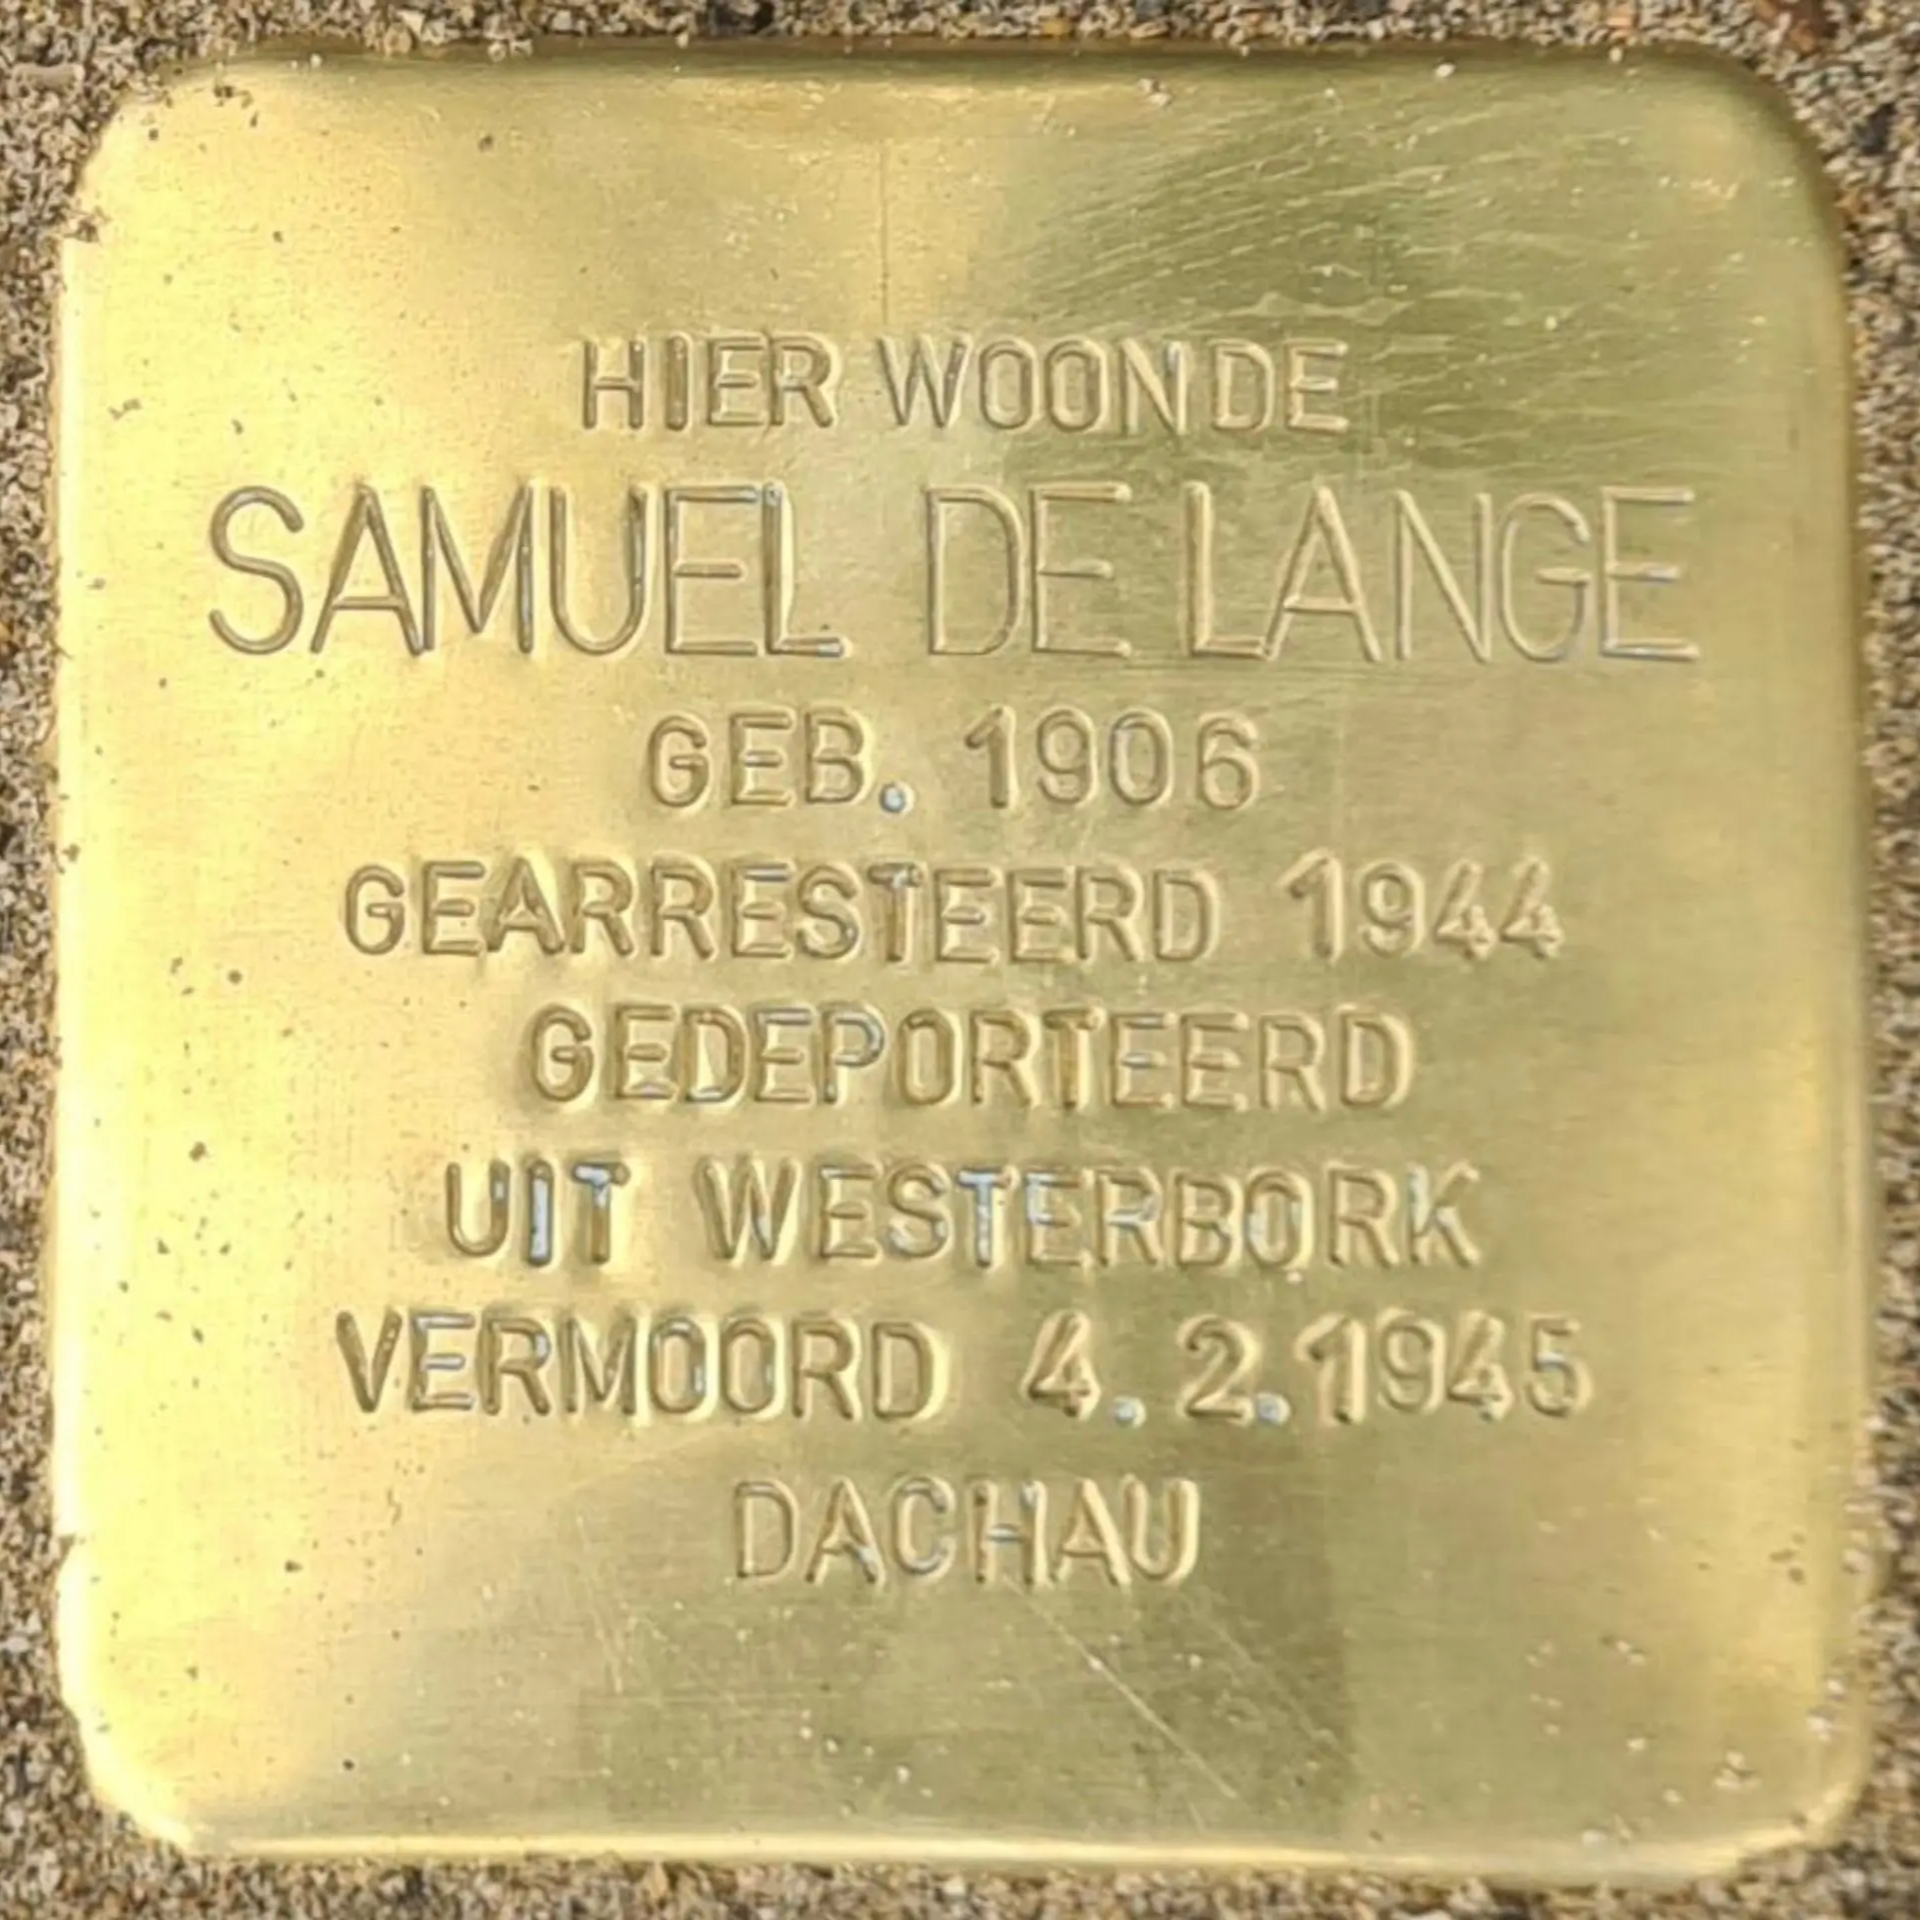 HIER WOONDE
SAMUEL DE LANGE
GEB. 1906
GEARRESTEERD 1944
GEDEPORTEERD
UIT WESTERBORK
VERMOORD 4.2.1945
DACHAU